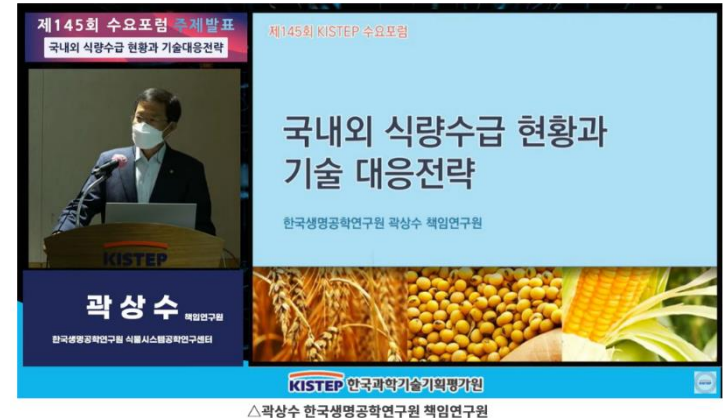 제145회 수요포럼 주제발표
국내외 식량수급 현황과 기술대응전략
KISTEP
곽상수 책임연구원
한국생명공학연구원 식물시스템공학연구센터
제145회 KISTEP 수요포럼
국내외 식량수급 현황과
기술 대응전략
한국생명공학연구원 곽상수 책임연구원
KISTEP 한국과학기술기획평가원
△곽상수 한국생명공학연구원 책임연구원